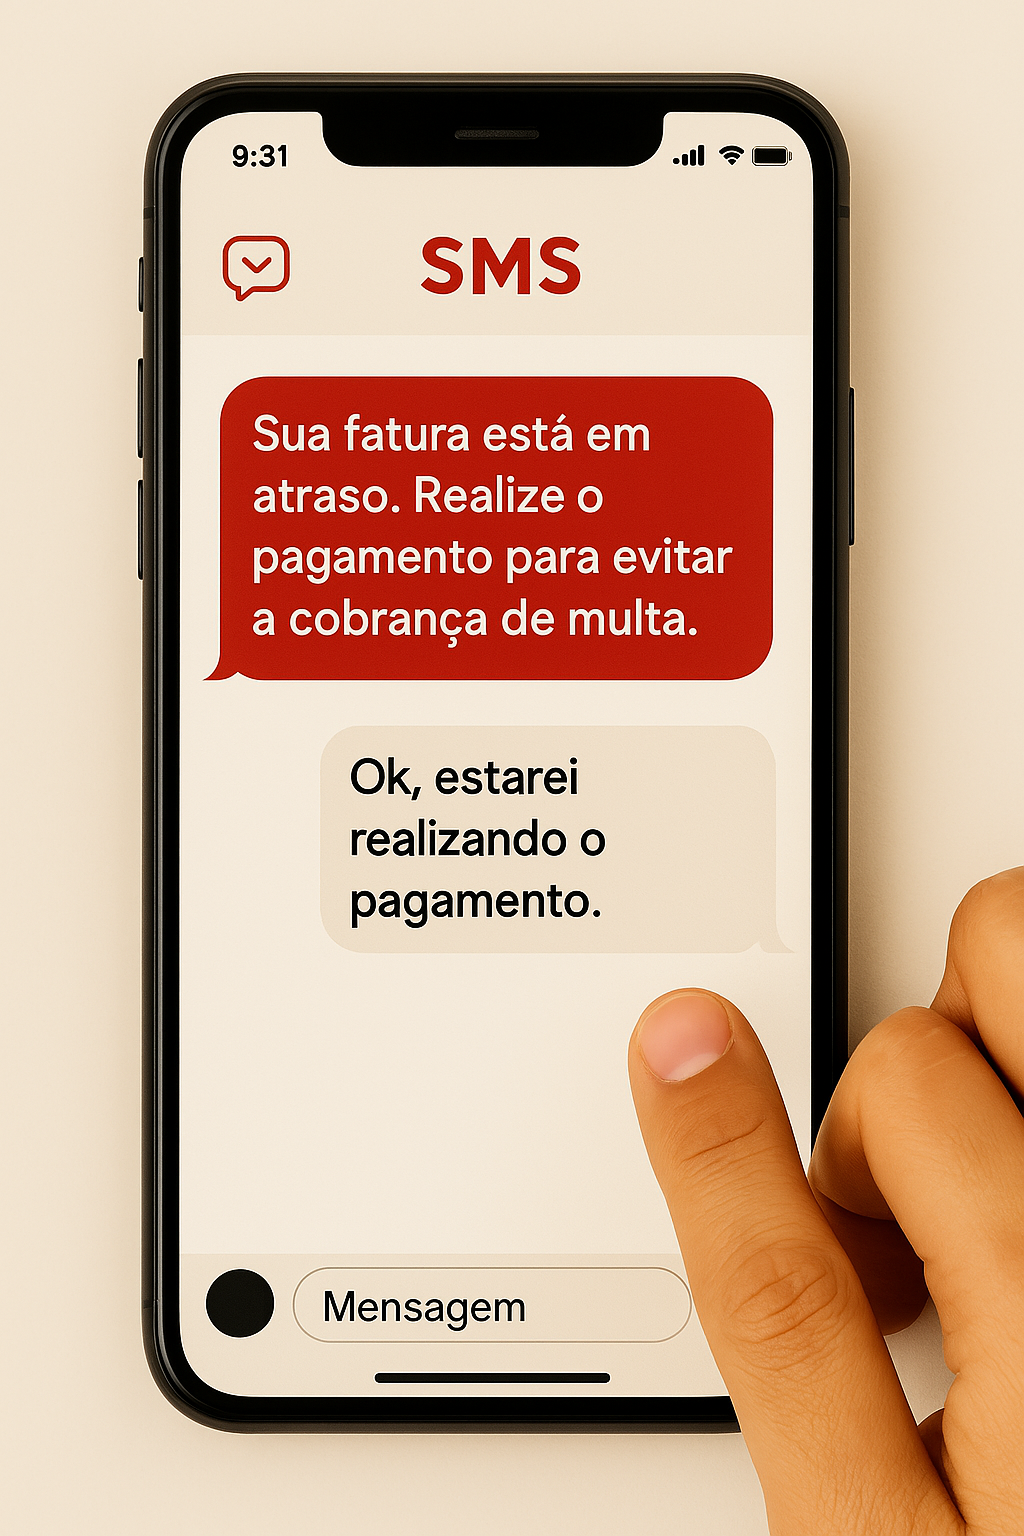 9:31
SMS
Sua fatura está em
atraso. Realize o
pagamento para evitar
a cobrança de multa.
Ok, estarei
realizando o
pagamento.
Mensagem